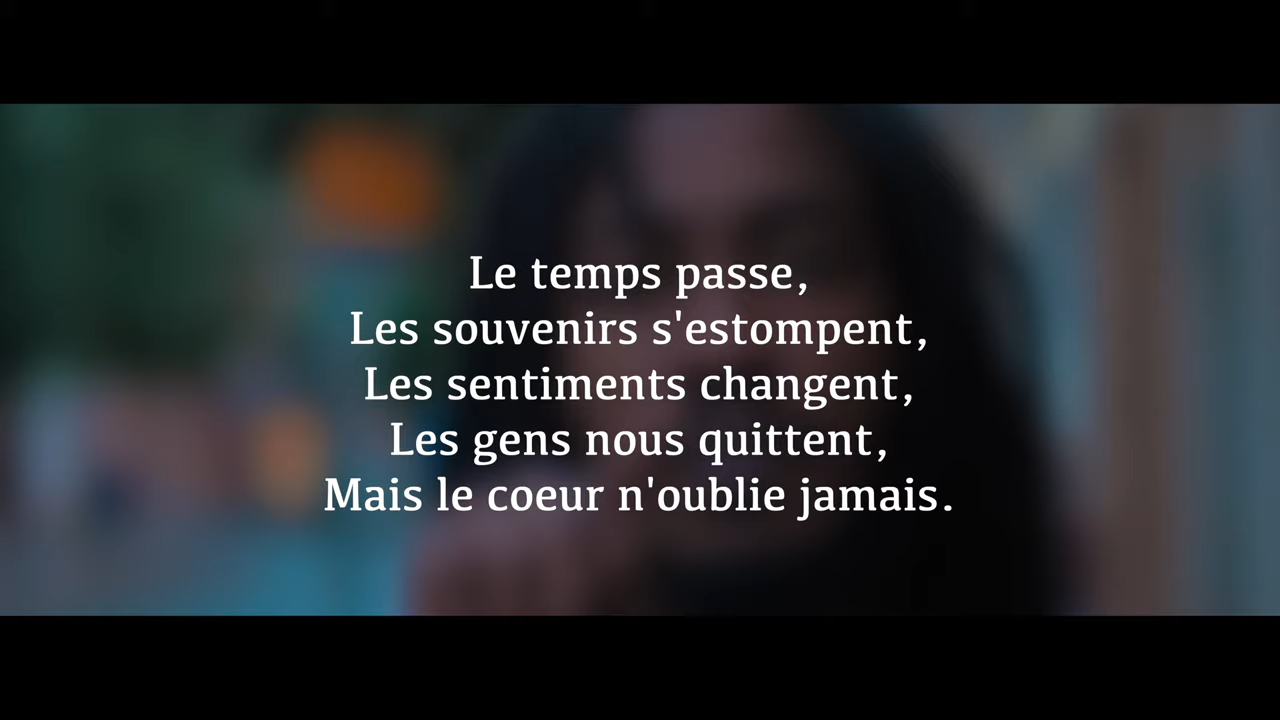 Le temps passe,
Les souvenirs s'estompent,
Les sentiments changent,
Les gens nous quittent,
Mais le coeur n'oublie jamais.